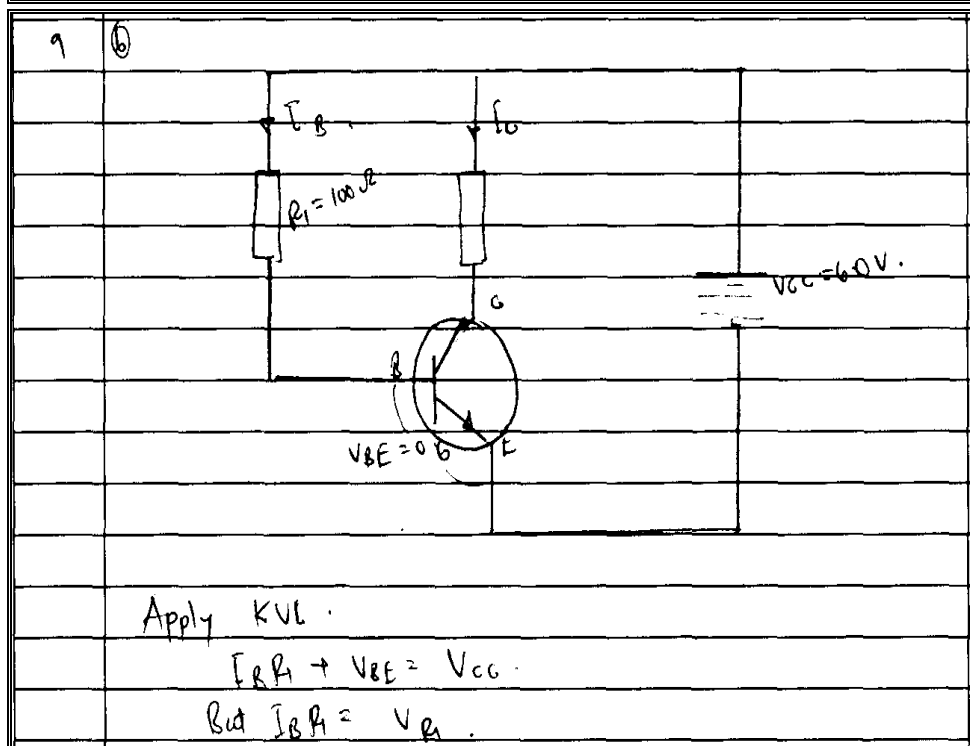 9 (b)
I_B I_C
R₁ = 100 Ω
VCC = 6.0 V.
C
B
VBE = 0.6 E
Apply KVL.
I_B R₁ + VBE = VCC.
But I_B R₁ = V_R₁.